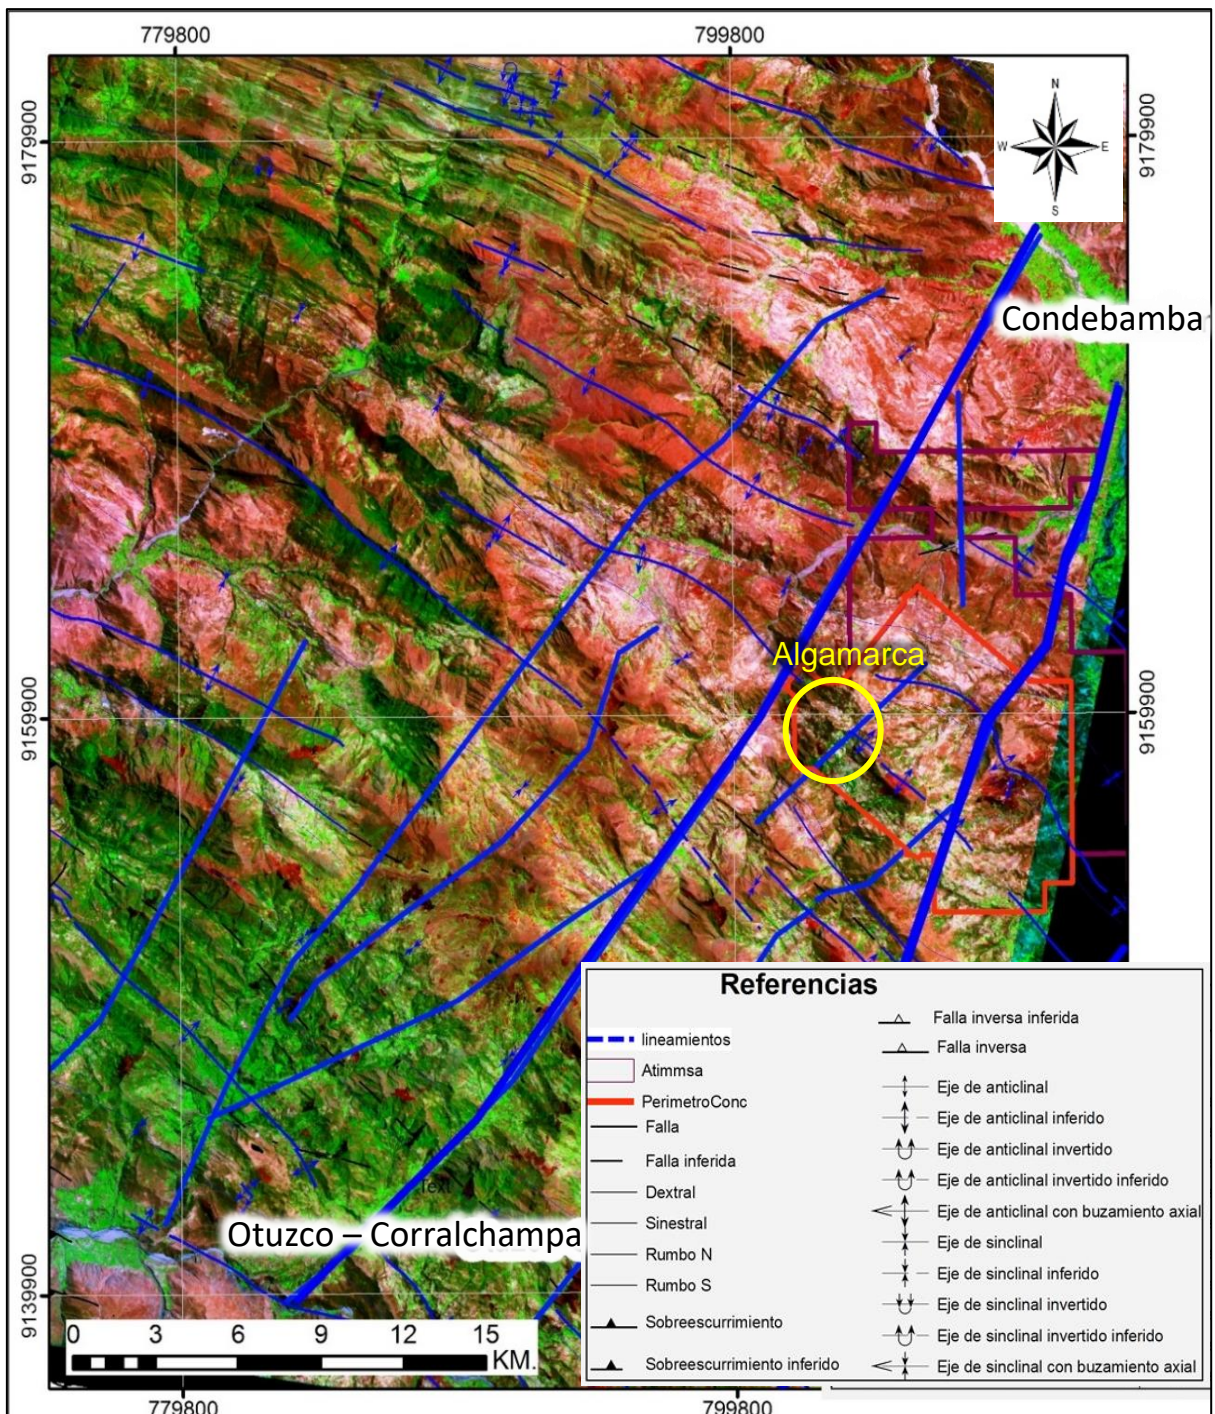 779800
799800
9179900
9179900
N
W
E
S
Condebamba
Algamarca
9159900
9159900
Text
Otuzco – Corralchampa
9139900
0 3 6 9 12 15
KM.
779800
799800
Referencias
lineamientos
Atimmsa
PerimetroConc
Falla
Falla inferida
Dextral
Sinestral
Rumbo N
Rumbo S
Sobreescurrimiento
Sobreescurrimiento inferido
Falla inversa inferida
Falla inversa
Eje de anticlinal
Eje de anticlinal inferido
Eje de anticlinal invertido
Eje de anticlinal invertido inferido
Eje de anticlinal con buzamiento axial
Eje de sinclinal
Eje de sinclinal inferido
Eje de sinclinal invertido
Eje de sinclinal invertido inferido
Eje de sinclinal con buzamiento axial